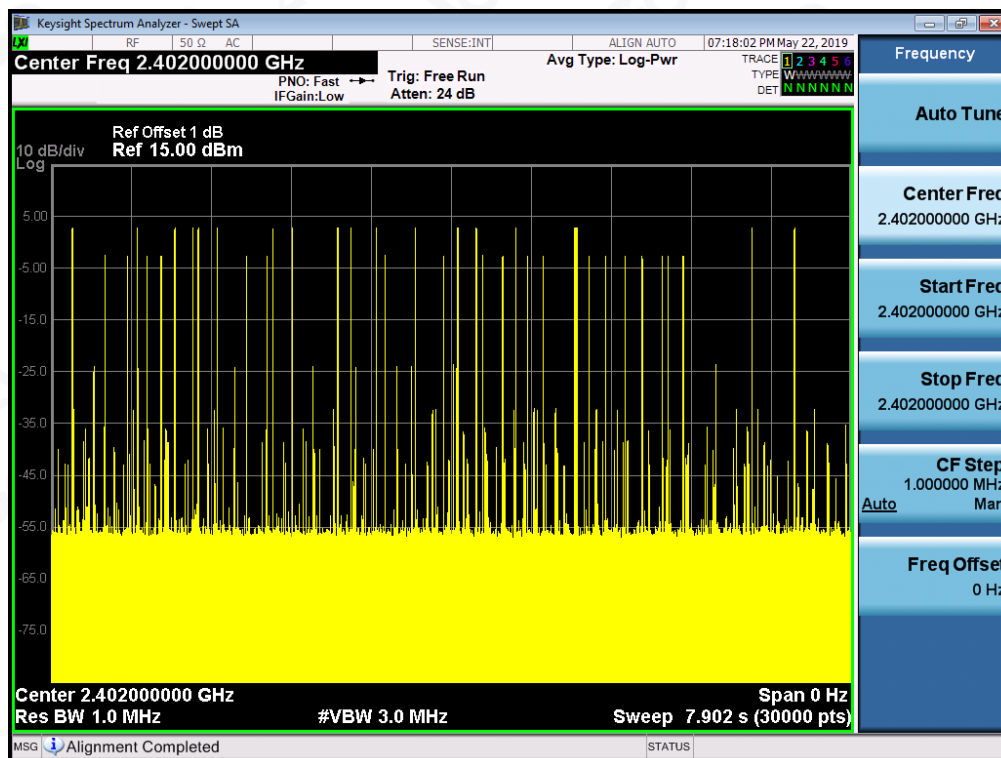 Keysight Spectrum Analyzer - Swept SA
LXI RF 50 Ω AC SENSE:INT ALIGN AUTO 07:18:02 PM May 22, 2019
Center Freq 2.402000000 GHz
PNO: Fast
IFGain:Low
Trig: Free Run
Atten: 24 dB
Avg Type: Log-Pwr
TRACE 1 2 3 4 5 6
TYPE WWWWWW
DET N N N N N N
Ref Offset 1 dB
10 dB/div Ref 15.00 dBm
Log
5.00
-5.00
-15.0
-25.0
-35.0
-45.0
-55.0
-65.0
-75.0
Center 2.402000000 GHz Span 0 Hz
Res BW 1.0 MHz #VBW 3.0 MHz Sweep 7.902 s (30000 pts)
MSG Alignment Completed STATUS
Frequency
Auto Tune
Center Freq
2.402000000 GHz
Start Freq
2.402000000 GHz
Stop Freq
2.402000000 GHz
CF Step
1.000000 MHz
Auto Man
Freq Offset
0 Hz